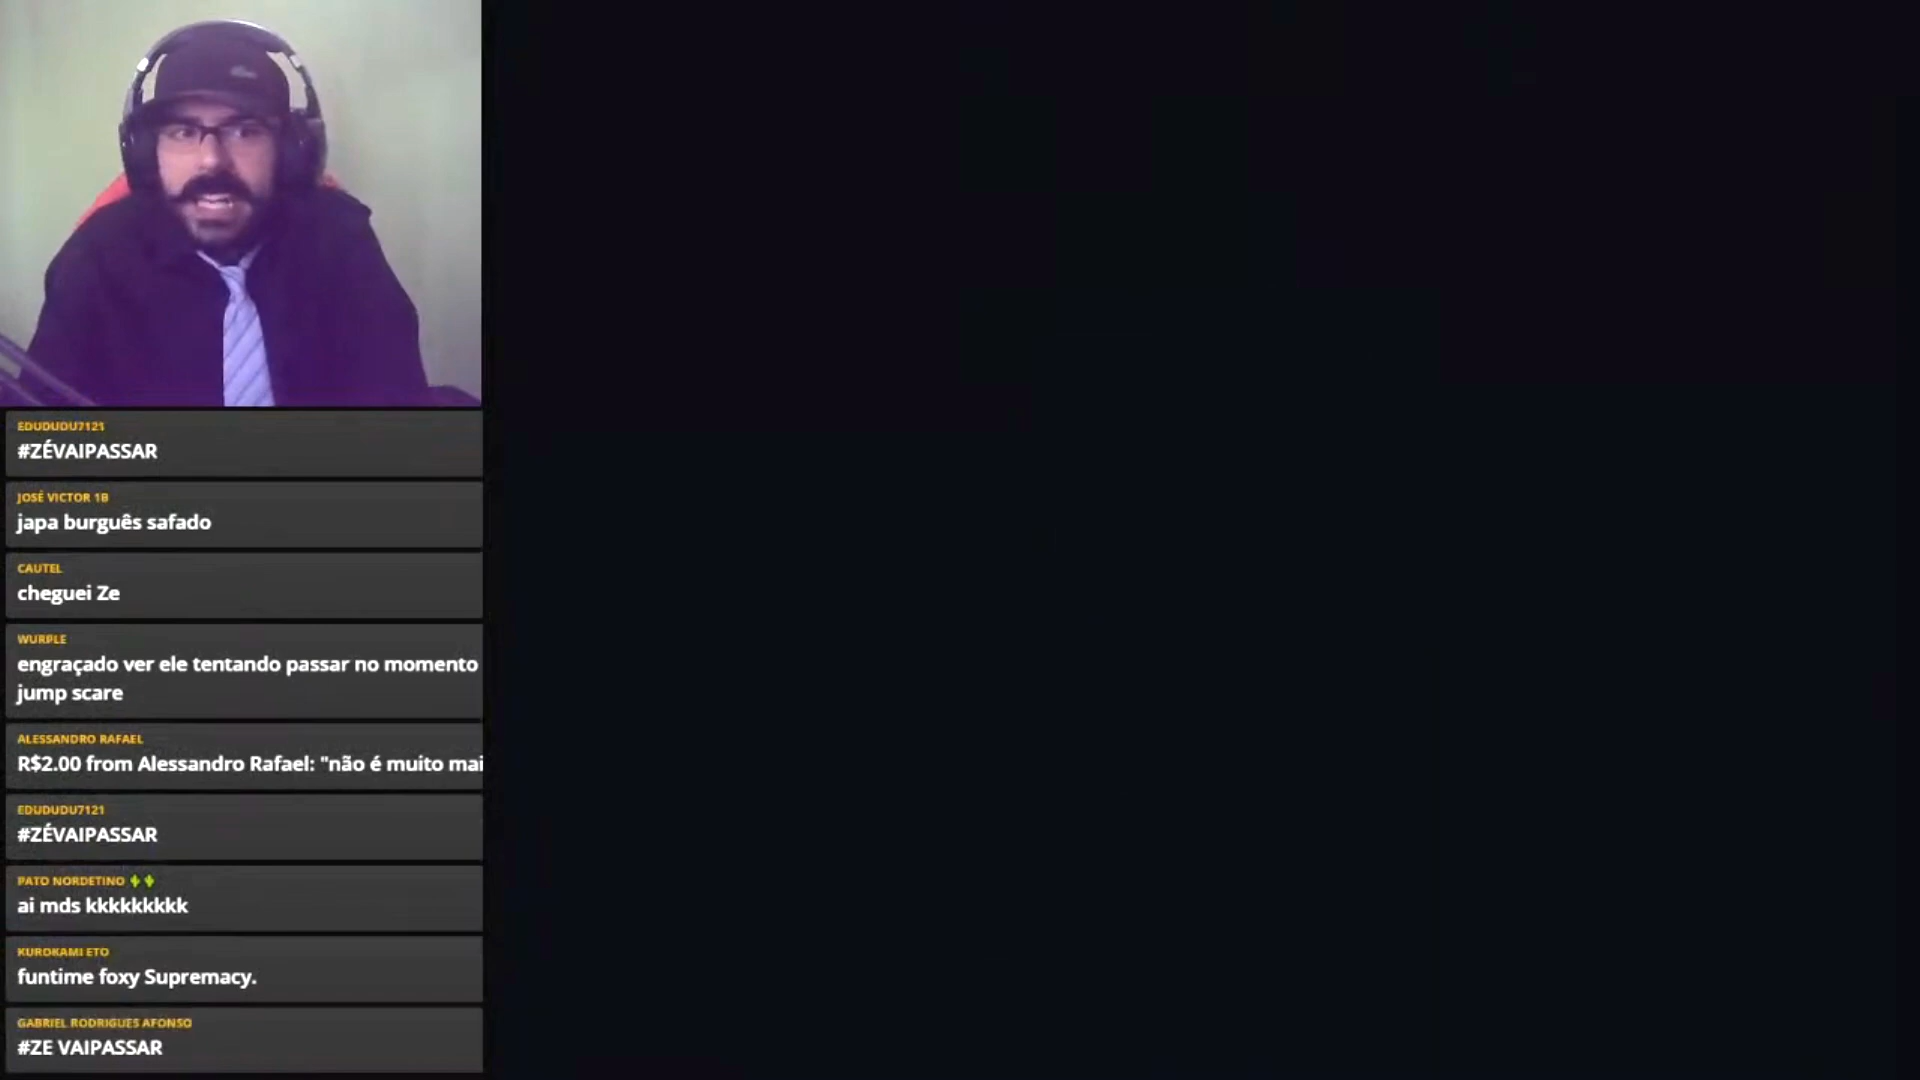 EDUDUDU7121
#ZÉVAIPASSAR
JOSÉ VICTOR 1B
japa burguês safado
CAUTEL
cheguei Ze
WURPLE
engraçado ver ele tentando passar no momento
jump scare
ALESSANDRO RAFAEL
R$2.00 from Alessandro Rafael: "não é muito mai
EDUDUDU7121
#ZÉVAIPASSAR
PATO NORDETINO
ai mds kkkkkkkkk
KUROKAMI ETO
funtime foxy Supremacy.
GABRIEL RODRIGUES AFONSO
#ZE VAIPASSAR